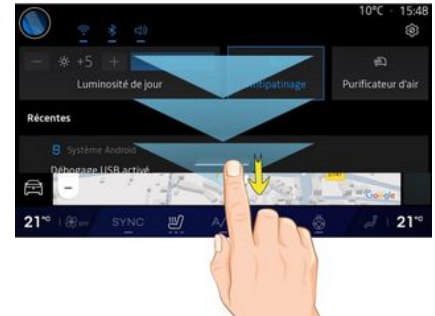 10°C · 15:48
− +5 +
Luminosité de jour
Antipatinage
Purificateur d'air
Récentes
Système Android
Débogage USB activé
−
Google
21°C OFF SYNC A/ 21°C